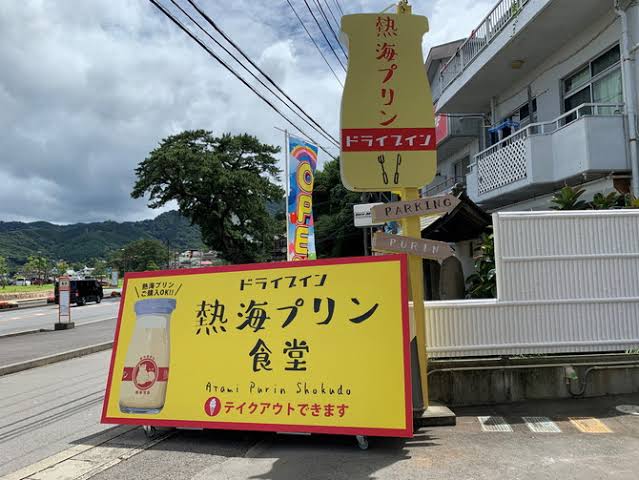 熱海プリン
ドライブイン
PARKING
PURIN
OPEN
ドライブイン
熱海プリン
ご購入OK!!
熱海プリン
食堂
Atami Purin Shokudo
テイクアウトできます